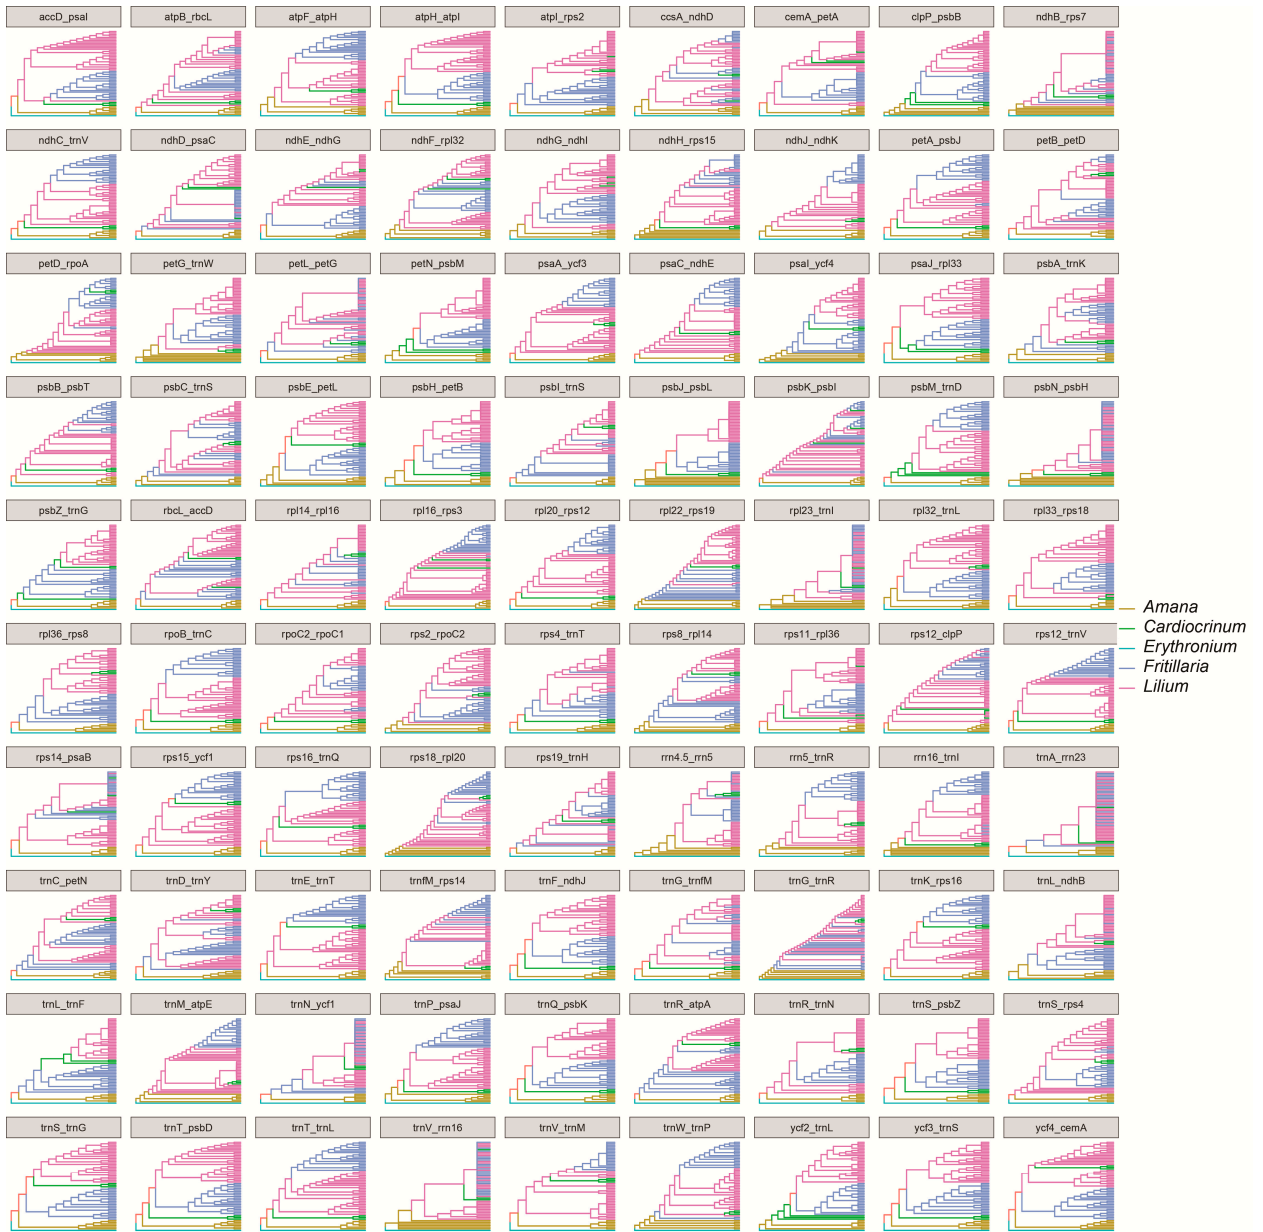 accD_psaI atpB_rbcL atpF_atpH atpH_atpI atpI_rps2 ccsA_ndhD cemA_petA clpP_psbB ndhB_rps7
ndhC_trnV ndhD_psaC ndhE_ndhG ndhF_rpl32 ndhG_ndhI ndhH_rps15 ndhJ_ndhK petA_psbJ petB_petD
petD_rpoA petG_trnW petL_petG petN_psbM psaA_ycf3 psaC_ndhE psaI_ycf4 psaJ_rpl33 psbA_trnK
psbB_psbT psbC_trnS psbE_petL psbH_petB psbI_trnS psbJ_psbL psbK_psbI psbM_trnD psbN_psbH
psbZ_trnG rbcL_accD rpl14_rpl16 rpl16_rps3 rpl20_rps12 rpl22_rps19 rpl23_trnI rpl32_trnL rpl33_rps18
Amana
Cardiocrinum
Erythronium
Fritillaria
Lilium
rpl36_rps8 rpoB_trnC rpoC2_rpoC1 rps2_rpoC2 rps4_trnT rps8_rpl14 rps11_rpl36 rps12_clpP rps12_trnV
rps14_psaB rps15_ycf1 rps16_trnQ rps18_rpl20 rps19_trnH rrn4.5_rrn5 rrn5_trnR rrn16_trnI trnA_rrn23
trnC_petN trnD_trnY trnE_trnT trnfM_rps14 trnF_ndhJ trnG_trnfM trnG_trnR trnK_rps16 trnL_ndhB
trnL_trnF trnM_atpE trnN_ycf1 trnP_psaJ trnQ_psbK trnR_atpA trnR_trnN trnS_psbZ trnS_rps4
trnS_trnG trnT_psbD trnT_trnL trnV_rrn16 trnV_trnM trnW_trnP ycf2_trnL ycf3_trnS ycf4_cemA